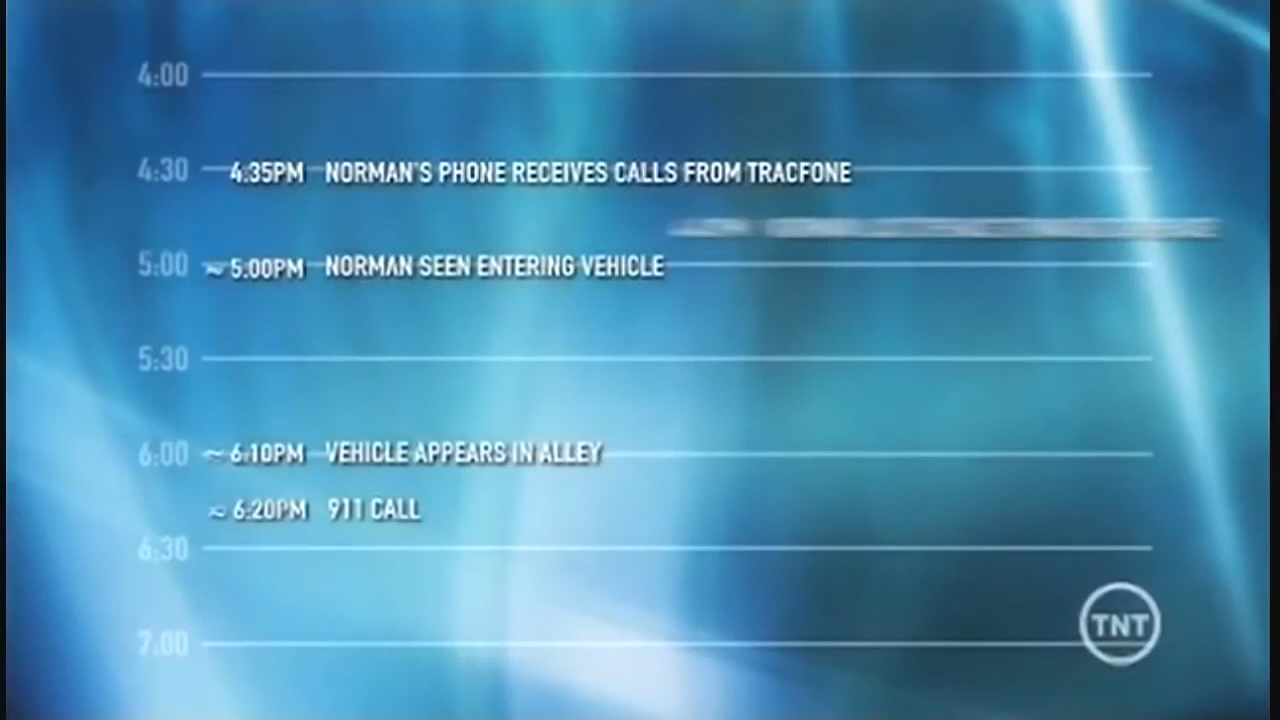 4:00
4:30 4:35PM NORMAN'S PHONE RECEIVES CALLS FROM TRACFONE
5:00 ~ 5:00PM NORMAN SEEN ENTERING VEHICLE
5:30
6:00 ~ 6:10PM VEHICLE APPEARS IN ALLEY
~ 6:20PM 911 CALL
6:30
7:00
TNT